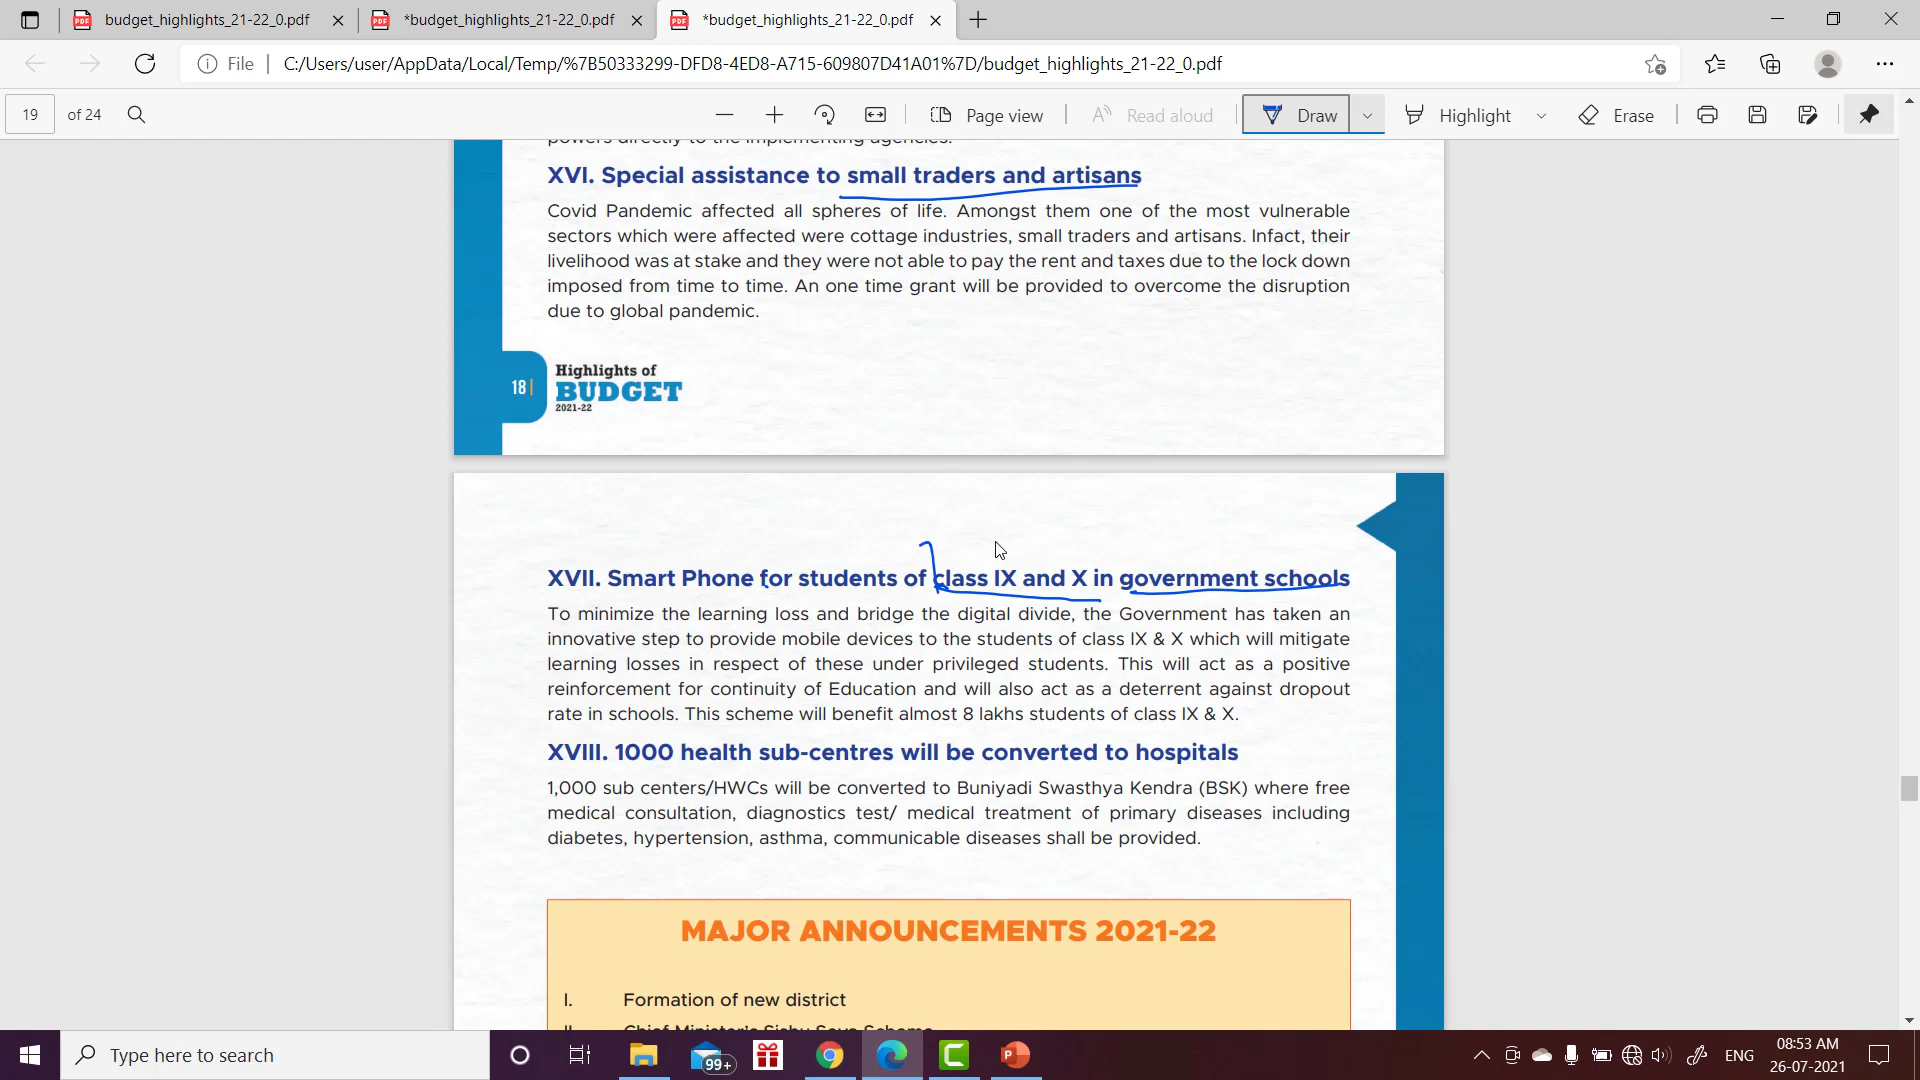 budget_highlights_21-22_0.pdf
*budget_highlights_21-22_0.pdf
*budget_highlights_21-22_0.pdf
File
C:/Users/user/AppData/Local/Temp/%7B50333299-DFD8-4ED8-A715-609807D41A01%7D/budget_highlights_21-22_0.pdf
19 of 24
Page view
Read aloud
Draw
Highlight
Erase
powers directly to the implementing agencies.
XVI. Special assistance to small traders and artisans
Covid Pandemic affected all spheres of life. Amongst them one of the most vulnerable
sectors which were affected were cottage industries, small traders and artisans. Infact, their
livelihood was at stake and they were not able to pay the rent and taxes due to the lock down
imposed from time to time. An one time grant will be provided to overcome the disruption
due to global pandemic.
18|
Highlights of
BUDGET
2021-22
XVII. Smart Phone for students of class IX and X in government schools
To minimize the learning loss and bridge the digital divide, the Government has taken an
innovative step to provide mobile devices to the students of class IX & X which will mitigate
learning losses in respect of these under privileged students. This will act as a positive
reinforcement for continuity of Education and will also act as a deterrent against dropout
rate in schools. This scheme will benefit almost 8 lakhs students of class IX & X.
XVIII. 1000 health sub-centres will be converted to hospitals
1,000 sub centers/HWCs will be converted to Buniyadi Swasthya Kendra (BSK) where free
medical consultation, diagnostics test/ medical treatment of primary diseases including
diabetes, hypertension, asthma, communicable diseases shall be provided.
MAJOR ANNOUNCEMENTS 2021-22
I. Formation of new district
II. Chief Minister's Sishu Seva Scheme
Type here to search
99+
ENG
08:53 AM
26-07-2021